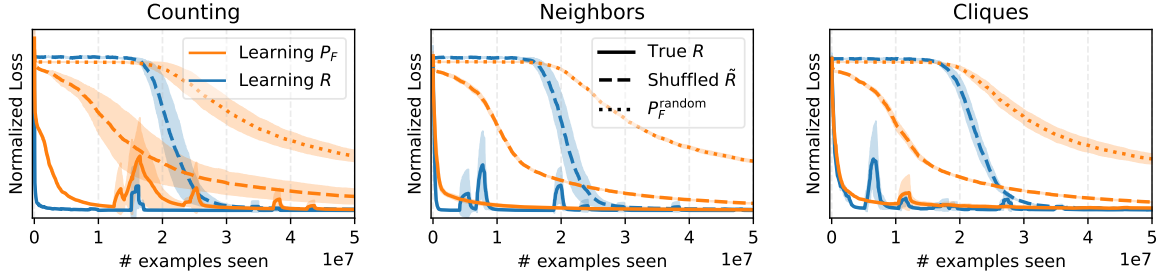 Counting
Normalized Loss
Learning $P_F$
Learning $R$
0 1 2 3 4 5
# examples seen
1e7
Neighbors
Normalized Loss
True $R$
Shuffled $\tilde{R}$
$P_F^{\text{random}}$
0 1 2 3 4 5
# examples seen
1e7
Cliques
Normalized Loss
0 1 2 3 4 5
# examples seen
1e7